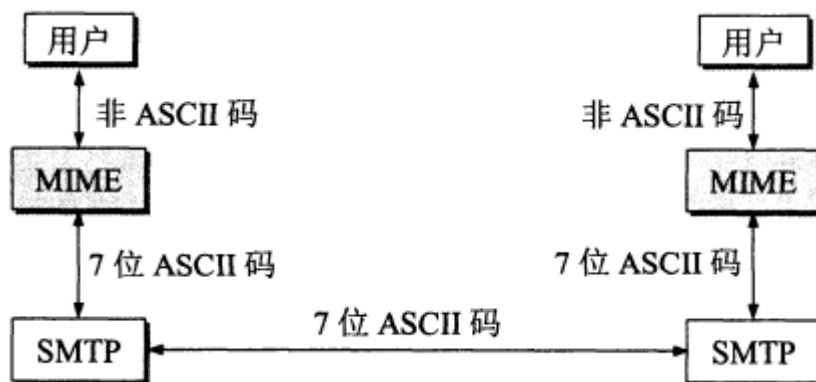 用户 用户
非 ASCII 码 非 ASCII 码
MIME MIME
7 位 ASCII 码 7 位 ASCII 码
7 位 ASCII 码
SMTP SMTP